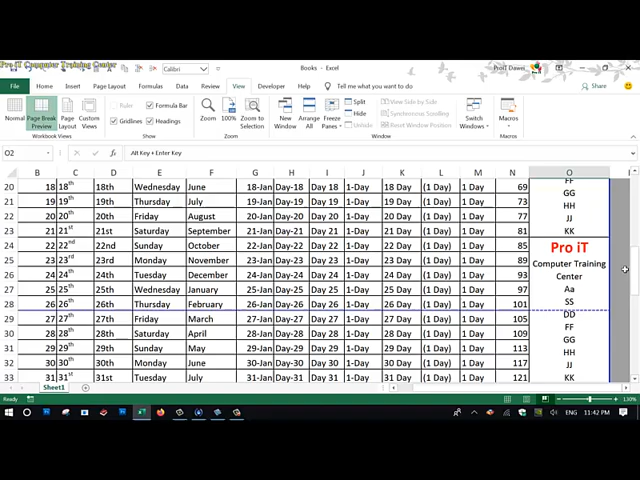 Pro iT Computer Training Center
Calibri
Books - Excel
ProIT Dawei
File Home Insert Page Layout Formulas Data Review View Developer Help Tell me what you want to do Share
Normal Page Break Preview Page Layout Custom Views Workbook Views
Ruler Formula Bar Gridlines Headings Show
Zoom 100% Zoom to Selection Zoom
New Window Arrange All Freeze Panes Split Hide Unhide View Side by Side Synchronous Scrolling Reset Window Position Window
Switch Windows Macros Macros
O2 fx Alt Key + Enter Key
B C D E F G H I J K L M N O
20 18 18th 18th Wednesday June 18-Jan Day-18 Day 18 1-Day 18 Day (1 Day) 1 Day 69 FF
21 19 19th 19th Thursday July 19-Jan Day-19 Day 19 1-Day 19 Day (1 Day) 1 Day 73 GG
22 20 20th 20th Friday August 20-Jan Day-20 Day 20 1-Day 20 Day (1 Day) 1 Day 77 HH JJ
23 21 21st 21st Saturday September 21-Jan Day-21 Day 21 1-Day 21 Day (1 Day) 1 Day 81 KK
24 22 22nd 22nd Sunday October 22-Jan Day-22 Day 22 1-Day 22 Day (1 Day) 1 Day 85 Pro iT
25 23 23rd 23rd Monday November 23-Jan Day-23 Day 23 1-Day 23 Day (1 Day) 1 Day 89 Computer Training
26 24 24th 24th Tuesday December 24-Jan Day-24 Day 24 1-Day 24 Day (1 Day) 1 Day 93 Center
27 25 25th 25th Wednesday January 25-Jan Day-25 Day 25 1-Day 25 Day (1 Day) 1 Day 97 Aa
28 26 26th 26th Thursday February 26-Jan Day-26 Day 26 1-Day 26 Day (1 Day) 1 Day 101 SS
29 27 27th 27th Friday March 27-Jan Day-27 Day 27 1-Day 27 Day (1 Day) 1 Day 105 DD
30 28 28th 28th Saturday April 28-Jan Day-28 Day 28 1-Day 28 Day (1 Day) 1 Day 109 FF GG
31 29 29th 29th Sunday May 29-Jan Day-29 Day 29 1-Day 29 Day (1 Day) 1 Day 113 HH
32 30 30th 30th Monday June 30-Jan Day-30 Day 30 1-Day 30 Day (1 Day) 1 Day 117 JJ
33 31 31st 31st Tuesday July 31-Jan Day-31 Day 31 1-Day 31 Day (1 Day) 1 Day 121 KK
Sheet1
Ready 130%
ENG 11:42 PM